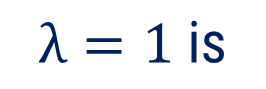 λ = 1 is